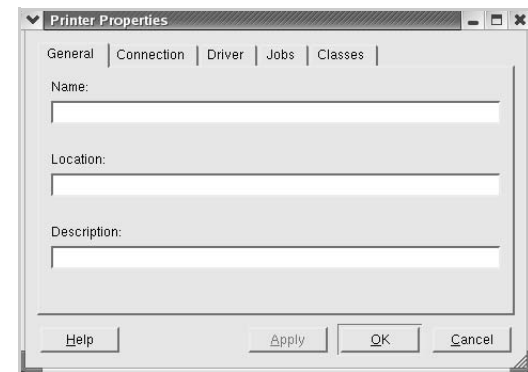 Printer Properties
General Connection Driver Jobs Classes
Name:
Location:
Description:
Help Apply OK Cancel